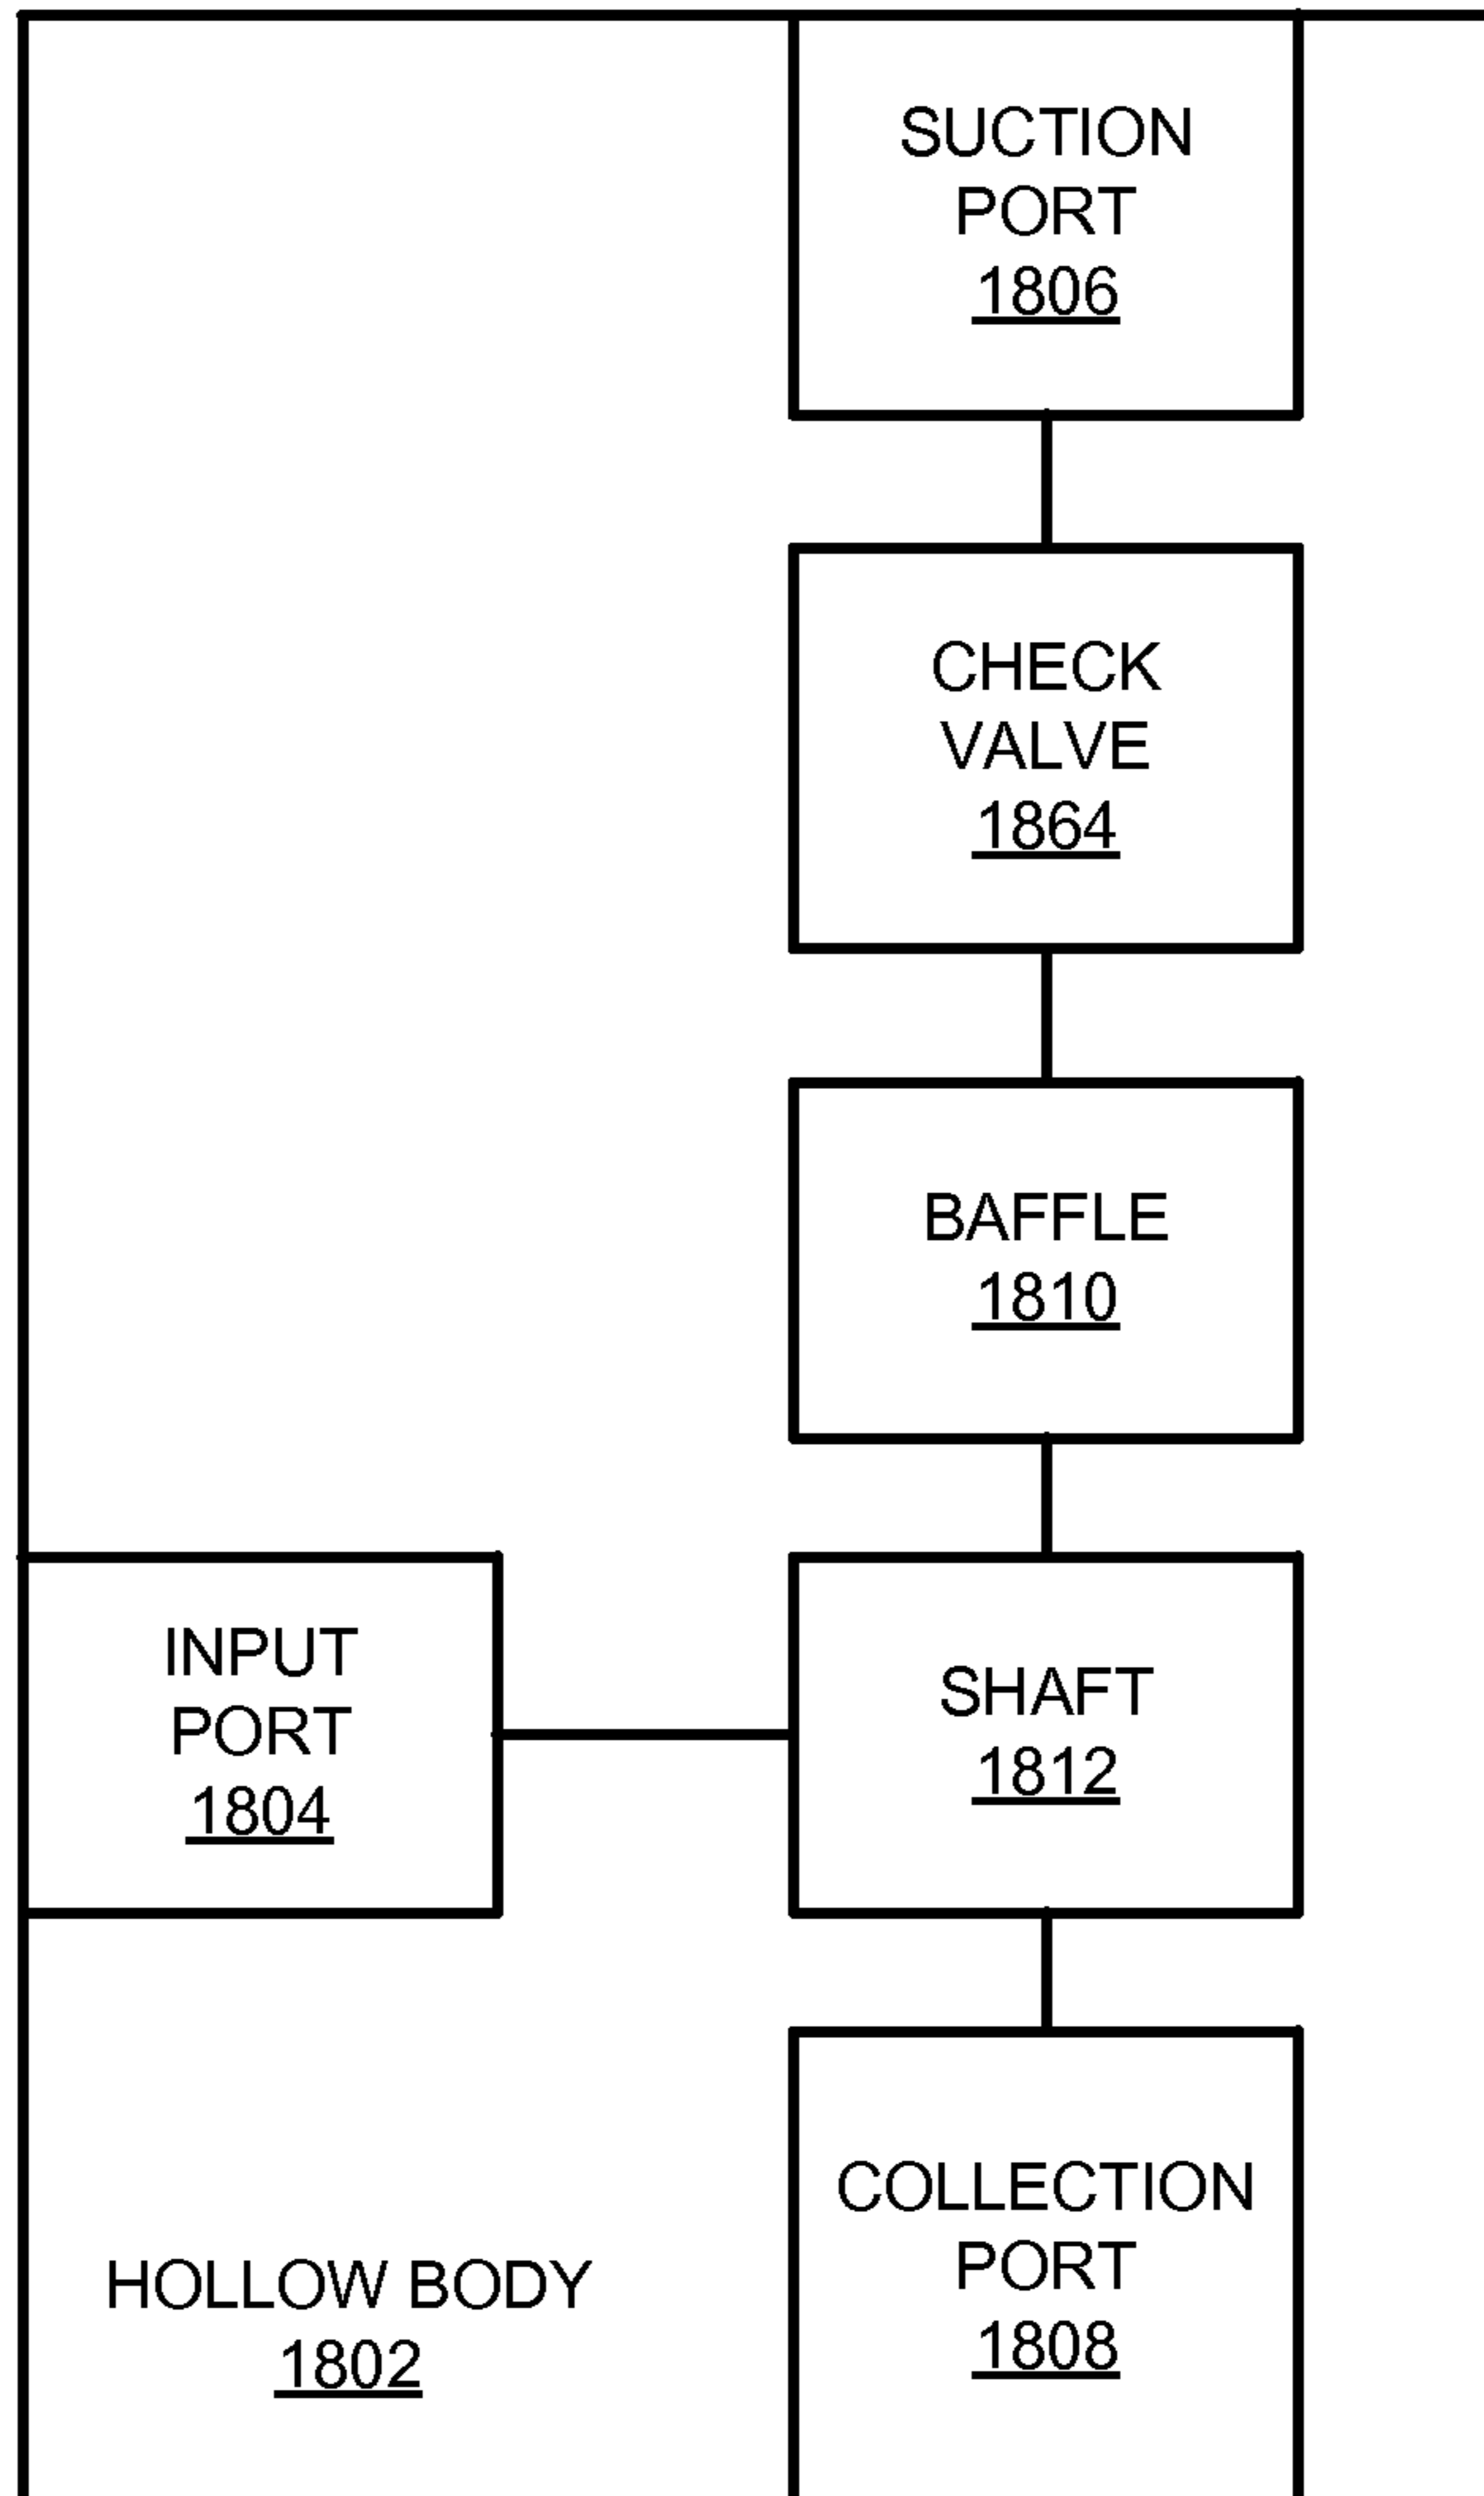 SUCTION
PORT
1806
CHECK
VALVE
1864
BAFFLE
1810
INPUT
PORT
1804
SHAFT
1812
COLLECTION
PORT
1808
HOLLOW BODY
1802